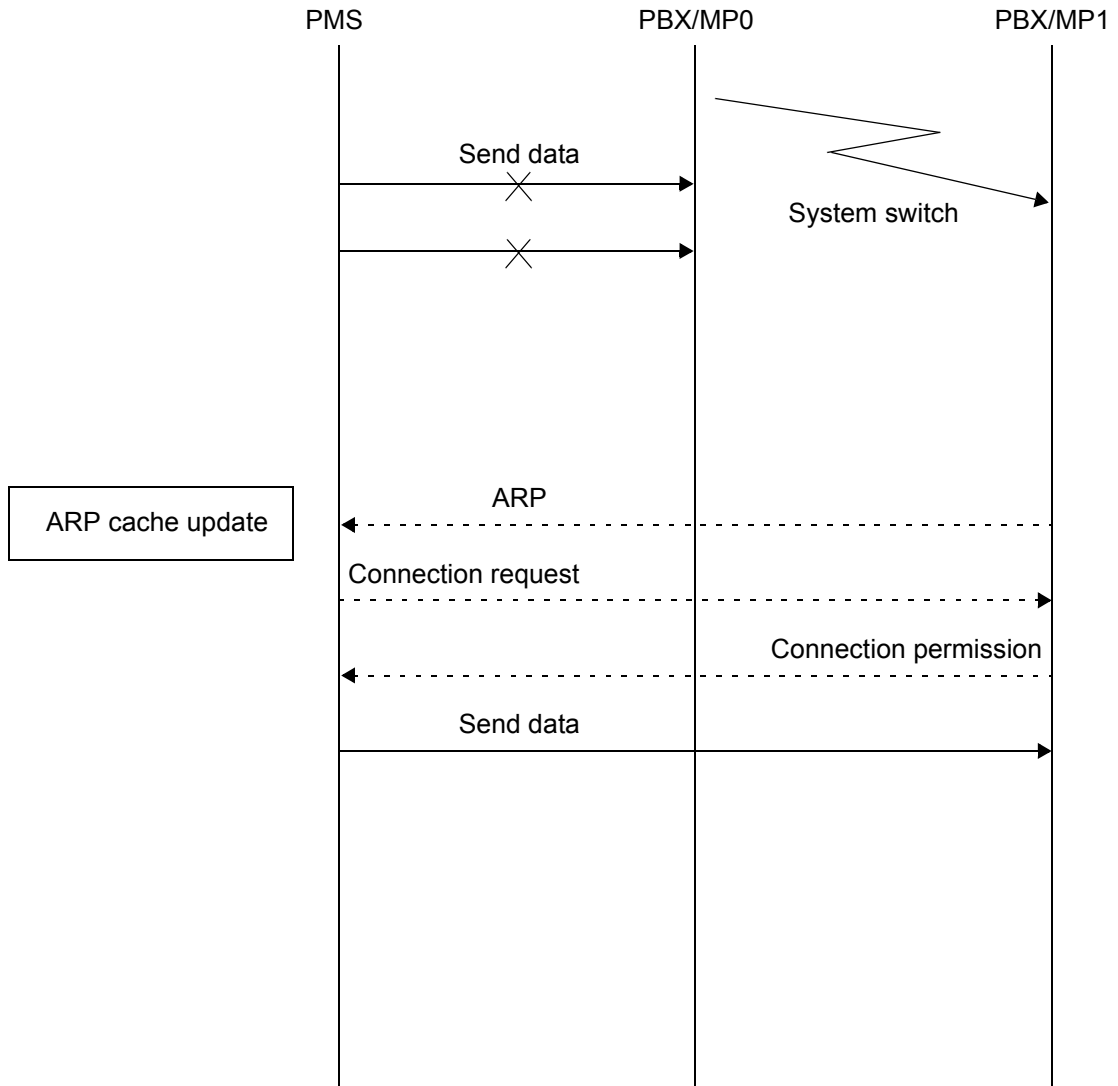 PMS
PBX/MP0
PBX/MP1
Send data
System switch
ARP
ARP cache update
Connection request
Connection permission
Send data